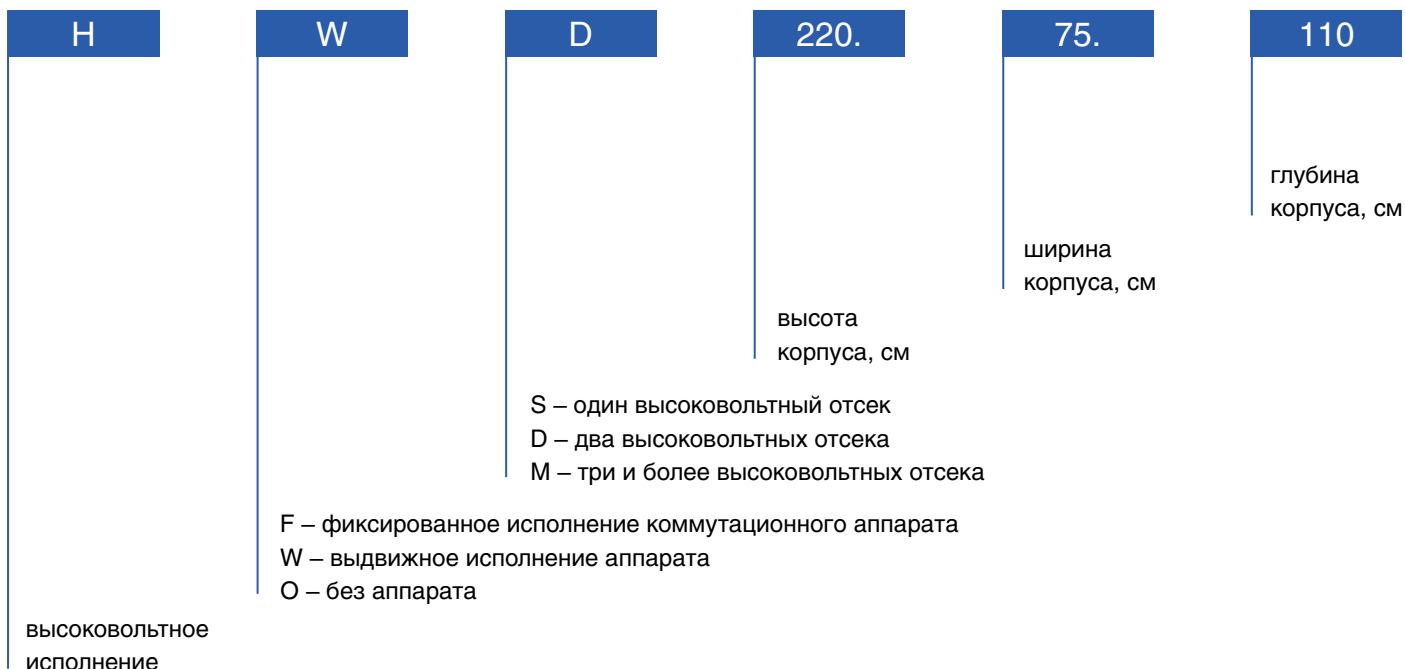 H W D 220. 75. 110
глубина
корпуса, см
ширина
корпуса, см
высота
корпуса, см
S – один высоковольтный отсек
D – два высоковольтных отсека
M – три и более высоковольтных отсека
F – фиксированное исполнение коммутационного аппарата
W – выдвижное исполнение аппарата
O – без аппарата
высоковольтное
исполнение